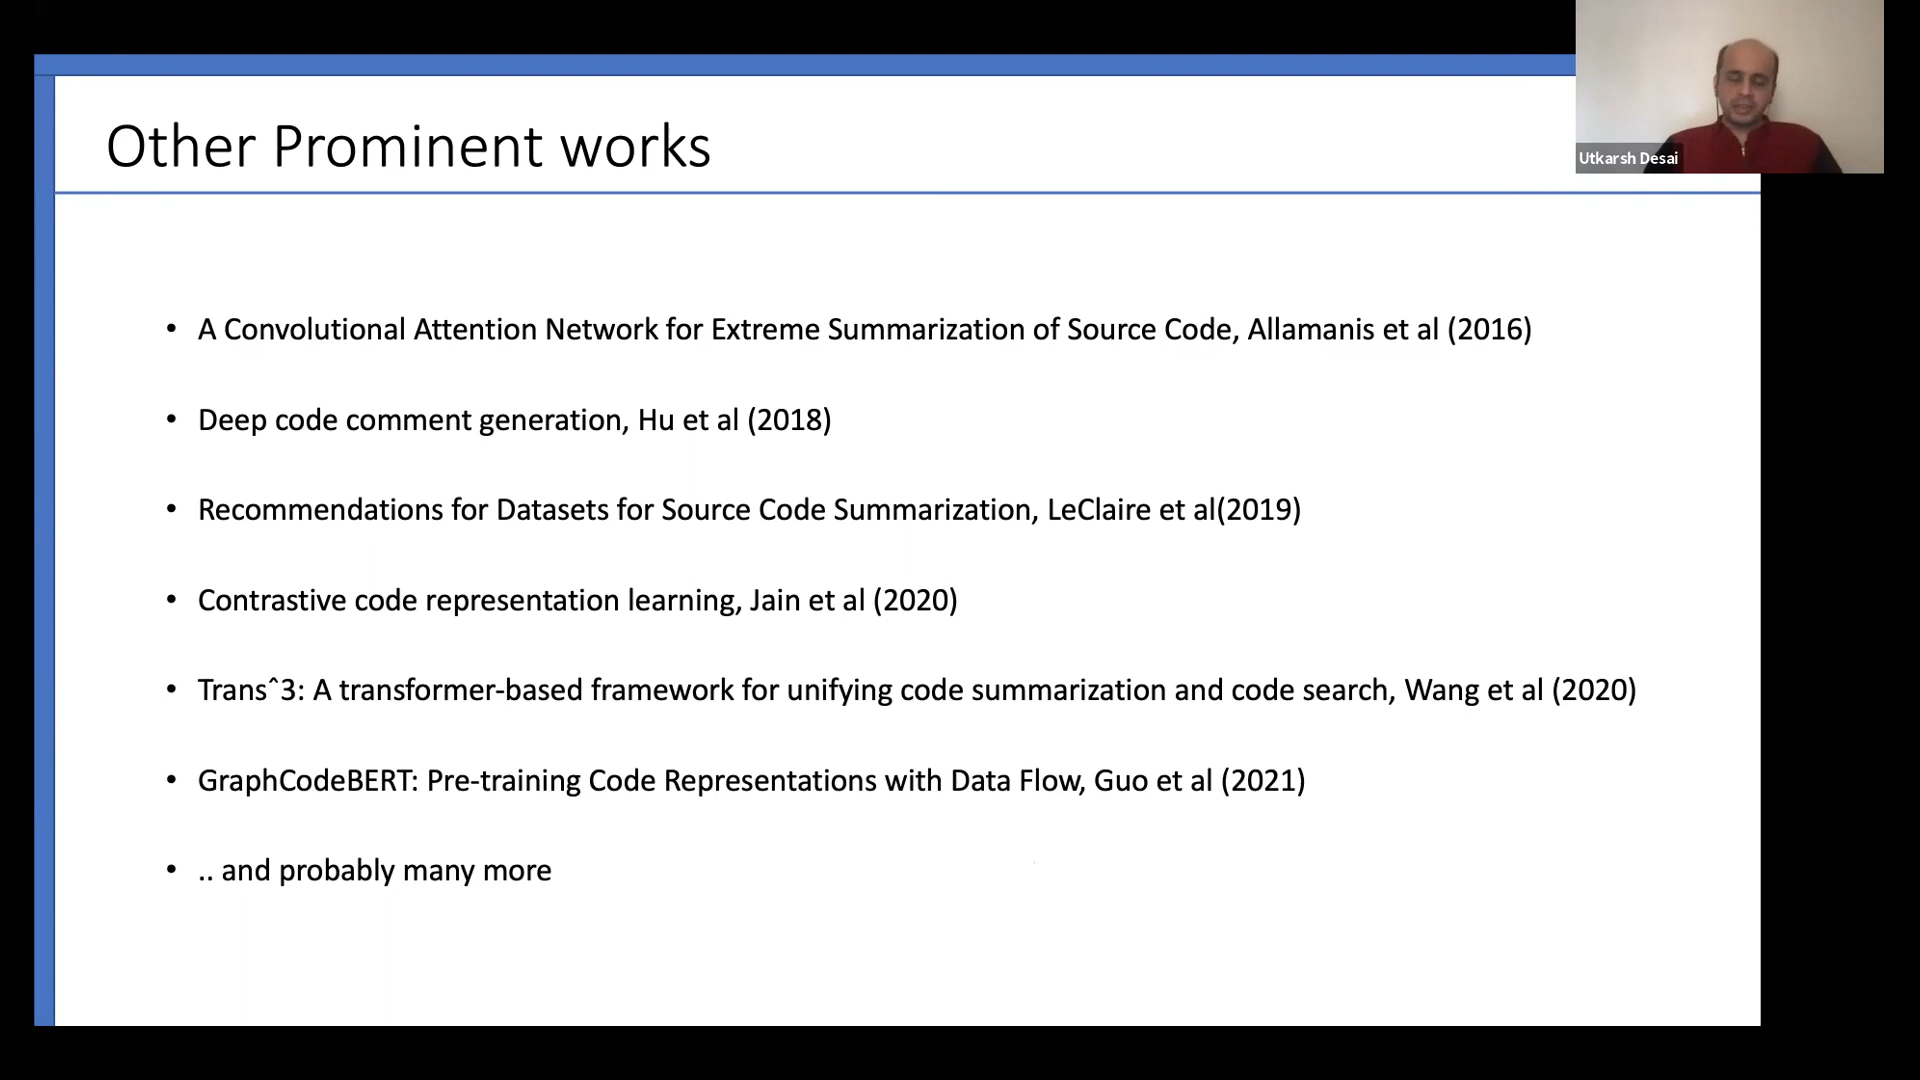 Other Prominent works
Utkarsh Desai
• A Convolutional Attention Network for Extreme Summarization of Source Code, Allamanis et al (2016)
• Deep code comment generation, Hu et al (2018)
• Recommendations for Datasets for Source Code Summarization, LeClaire et al(2019)
• Contrastive code representation learning, Jain et al (2020)
• Trans^3: A transformer-based framework for unifying code summarization and code search, Wang et al (2020)
• GraphCodeBERT: Pre-training Code Representations with Data Flow, Guo et al (2021)
• .. and probably many more